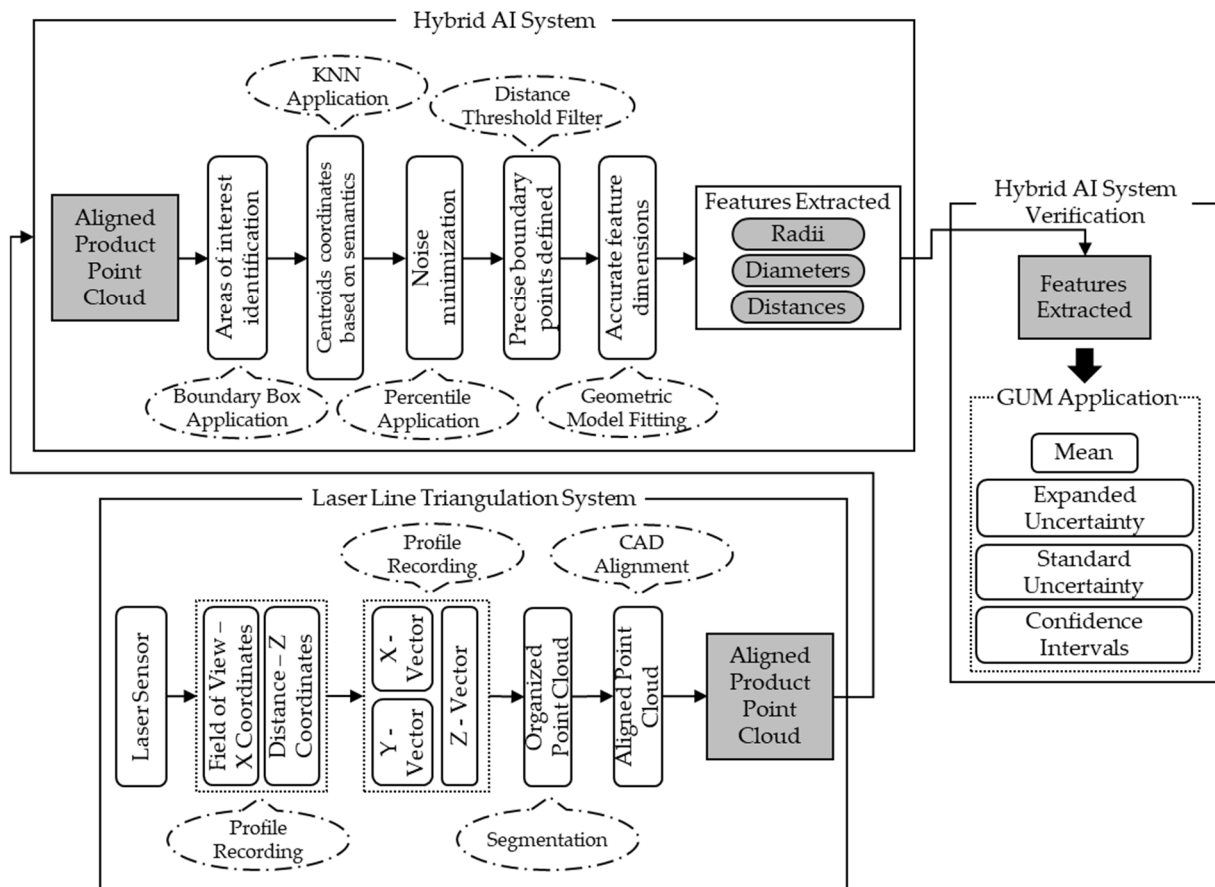 Hybrid AI System
KNN
Application
Distance
Threshold Filter
Aligned
Product
Point
Cloud
Areas of interest
identification
Centroids coordinates
based on semantics
Noise
minimization
Precise boundary
points defined
Accurate feature
dimensions
Features Extracted
Radii
Diameters
Distances
Boundary Box
Application
Percentile
Application
Geometric
Model Fitting
Hybrid AI System
Verification
Features
Extracted
GUM Application
Mean
Expanded
Uncertainty
Standard
Uncertainty
Confidence
Intervals
Laser Line Triangulation System
Profile
Recording
CAD
Alignment
Laser Sensor
Field of View –
X Coordinates
Distance – Z
Coordinates
X -
Vector
Y -
Vector
Z - Vector
Organized
Point Cloud
Aligned Point
Cloud
Aligned
Product
Point
Cloud
Profile
Recording
Segmentation